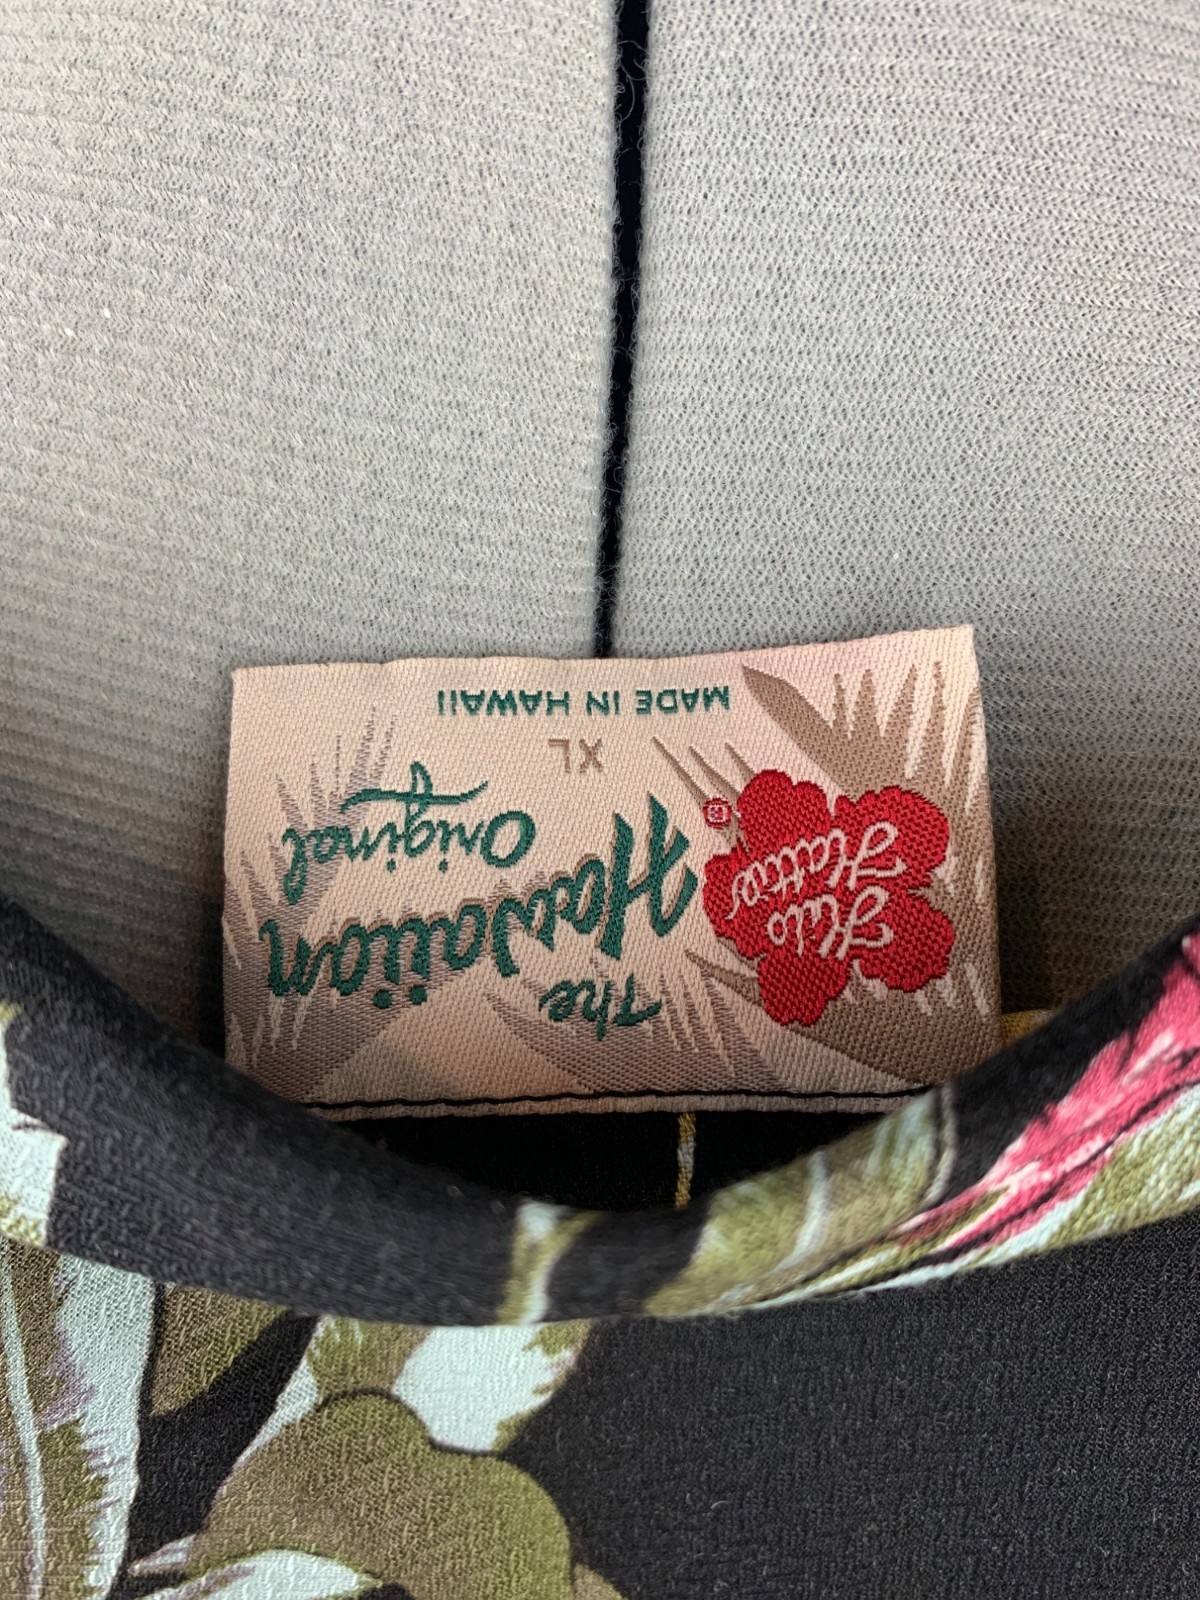 Hilo
Hattie
The
Hawaiian
Original
XL
MADE IN HAWAII